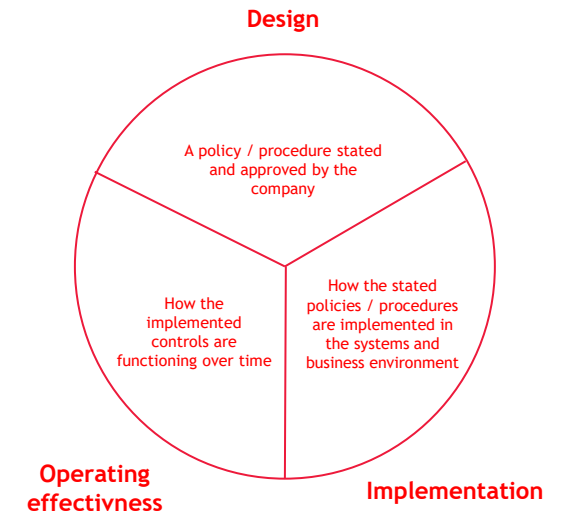 Design
A policy / procedure stated
and approved by the
company
How the
implemented
controls are
functioning over time
How the stated
policies / procedures
are implemented in
the systems and
business environment
Operating
effectivness
Implementation